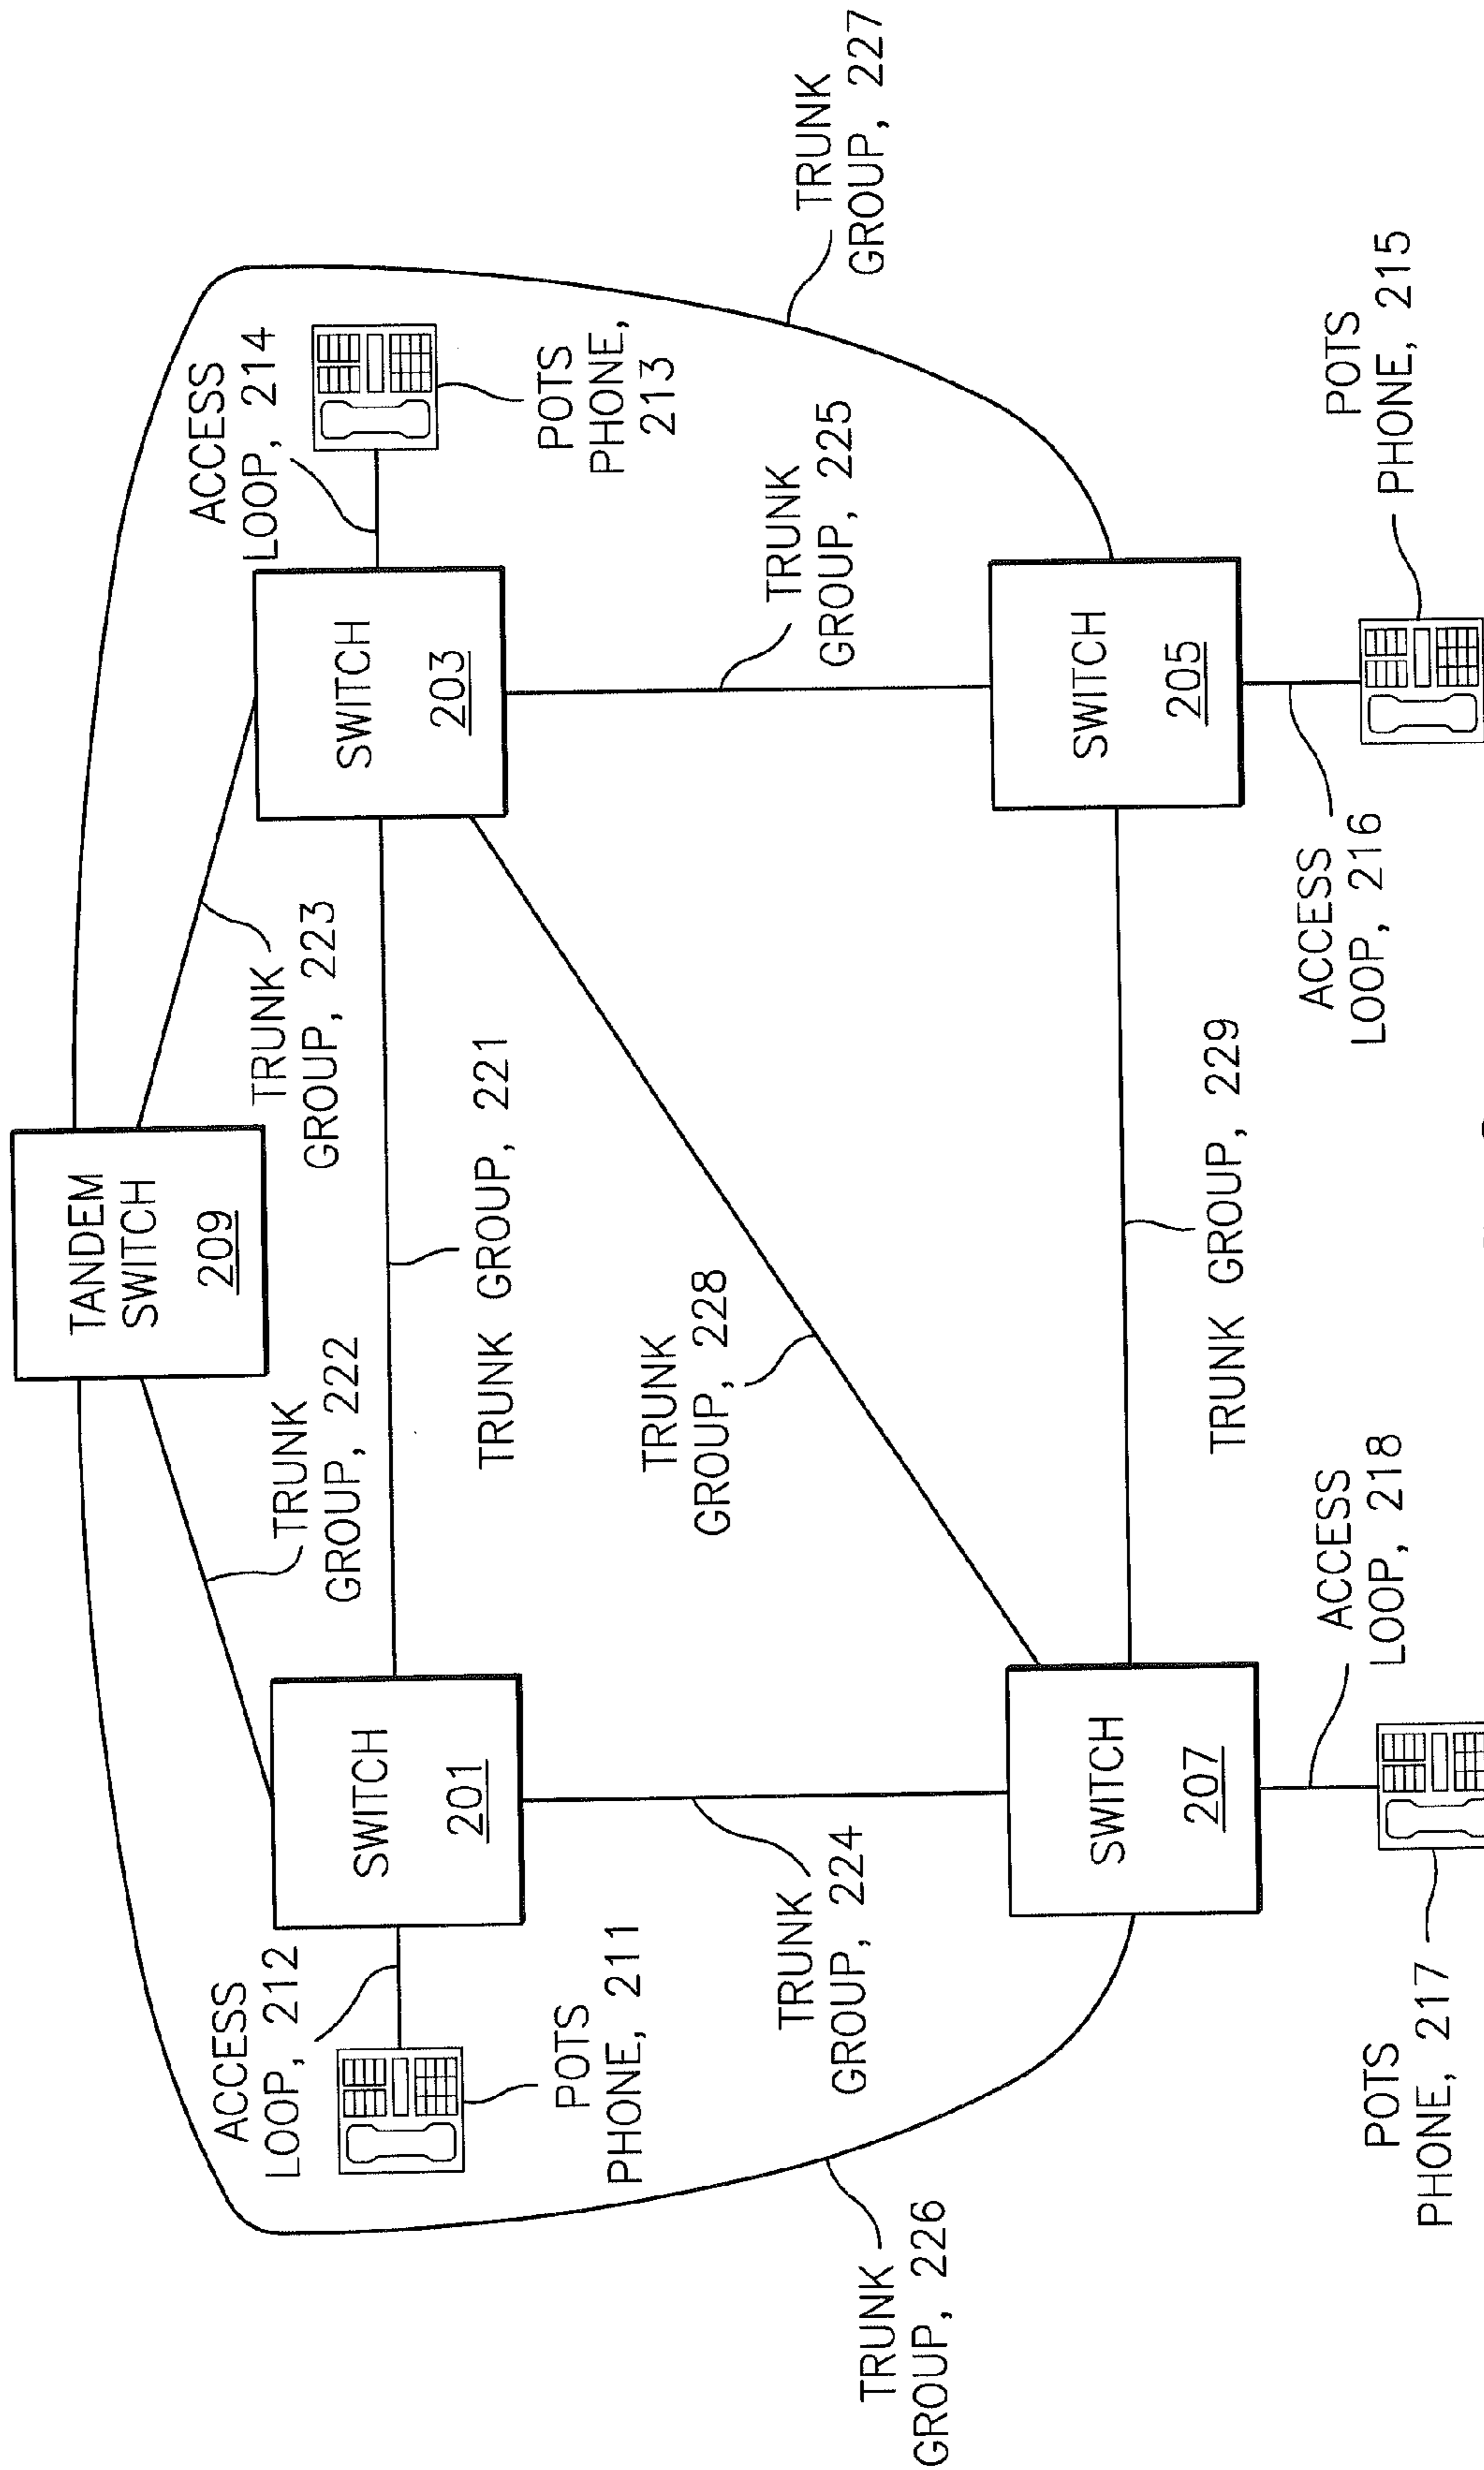 TANDEM
SWITCH
209
TRUNK
GROUP, 222
TRUNK
GROUP, 223
ACCESS
LOOP, 212
ACCESS
LOOP, 214
SWITCH
201
SWITCH
203
POTS
PHONE, 211
TRUNK GROUP, 221
POTS
PHONE,
213
TRUNK
GROUP, 228
TRUNK
GROUP, 224
TRUNK
GROUP, 225
TRUNK
GROUP, 226
TRUNK
GROUP, 227
SWITCH
207
SWITCH
205
TRUNK GROUP, 229
ACCESS
LOOP, 218
ACCESS
LOOP, 216
POTS
PHONE, 217
POTS
PHONE, 215